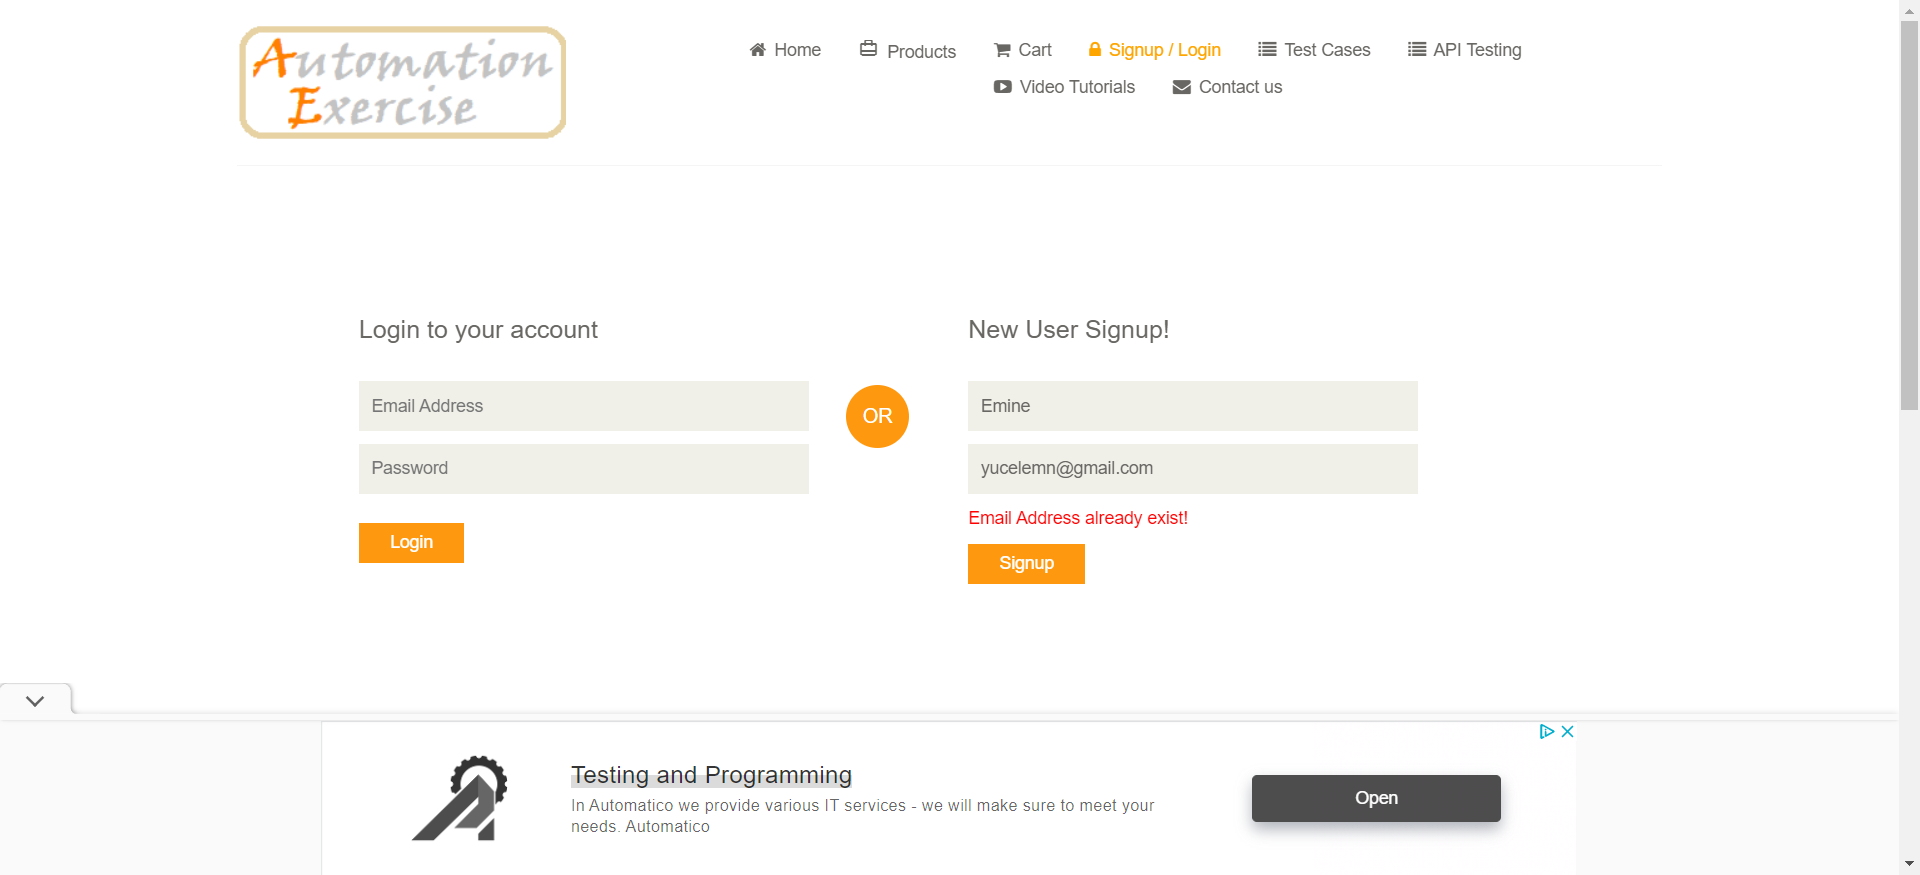 Automation
Exercise
Home
Products
Cart
Signup / Login
Test Cases
API Testing
Video Tutorials
Contact us
Login to your account
New User Signup!
Email Address
Password
Login
OR
Emine
yucelemn@gmail.com
Email Address already exist!
Signup
Testing and Programming
In Automatico we provide various IT services - we will make sure to meet your
needs. Automatico
Open